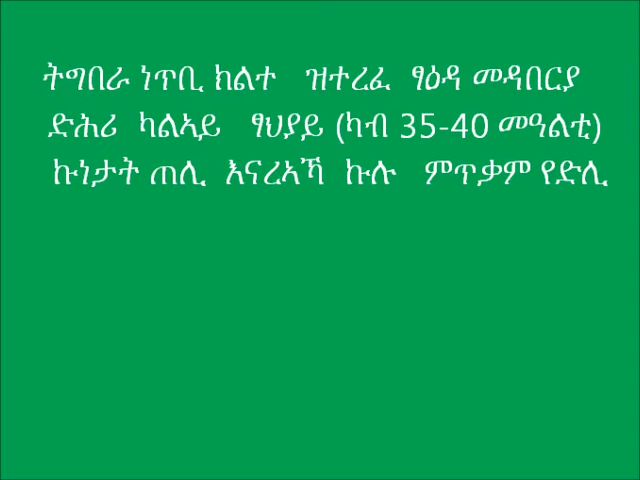 ትግበራ ነጥቢ ክልተ ዝተረፈ ፃዕዳ መዳበርያ
ድሕሪ ካልኣይ ፃህያይ (ካብ 35-40 መዓልቲ)
ኩነታት ጠሊ እናረኣኻ ኩሉ ምጥቃም የድሊ